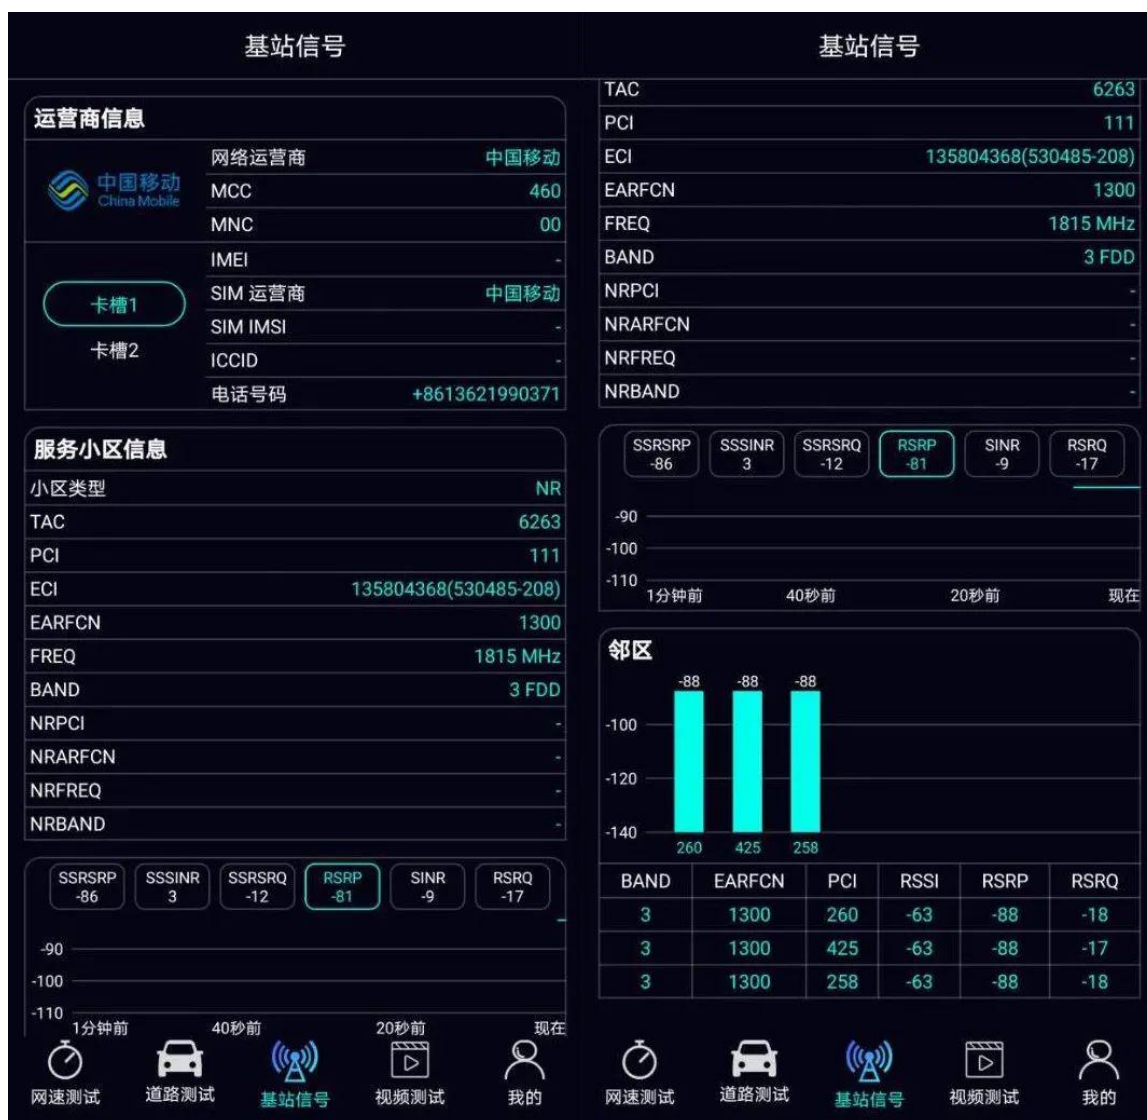 基站信号
运营商信息
中国移动
China Mobile
网络运营商 中国移动
MCC 460
MNC 00
卡槽1
卡槽2
IMEI -
SIM 运营商 中国移动
SIM IMSI -
ICCID -
电话号码 +8613621990371
服务小区信息
小区类型 NR
TAC 6263
PCI 111
ECI 135804368(530485-208)
EARFCN 1300
FREQ 1815 MHz
BAND 3 FDD
NRPCI -
NRARFCN -
NRFREQ -
NRBAND -
SSRSRP SSSINR SSRSRQ RSRP SINR RSRQ
-86 3 -12 -81 -9 -17
-90
-100
-110
1分钟前 40秒前 20秒前 现在
网速测试 道路测试 基站信号 视频测试 我的
基站信号
TAC 6263
PCI 111
ECI 135804368(530485-208)
EARFCN 1300
FREQ 1815 MHz
BAND 3 FDD
NRPCI -
NRARFCN -
NRFREQ -
NRBAND -
SSRSRP SSSINR SSRSRQ RSRP SINR RSRQ
-86 3 -12 -81 -9 -17
-90
-100
-110
1分钟前 40秒前 20秒前 现在
邻区
-88 -88 -88
-100
-120
-140
260 425 258
BAND EARFCN PCI RSSI RSRP RSRQ
3 1300 260 -63 -88 -18
3 1300 425 -63 -88 -17
3 1300 258 -63 -88 -18
网速测试 道路测试 基站信号 视频测试 我的